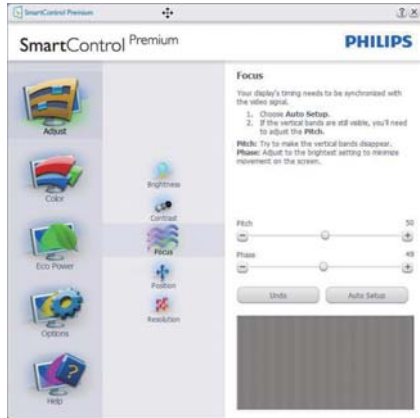 SmartControl Premium
SmartControl Premium
PHILIPS
Adjust
Color
Eco Power
Options
Help
Brightness
Contrast
Focus
Position
Resolution
Focus
Your display's timing needs to be synchronized with
the video signal.
1. Choose Auto Setup.
2. If the vertical bands are still visible, you'll need
to adjust the Pitch.
Pitch: Try to make the vertical bands disappear.
Phase: Adjust to the brightest setting to minimize
movement on the screen.
Pitch 50
Phase 49
Undo Auto Setup